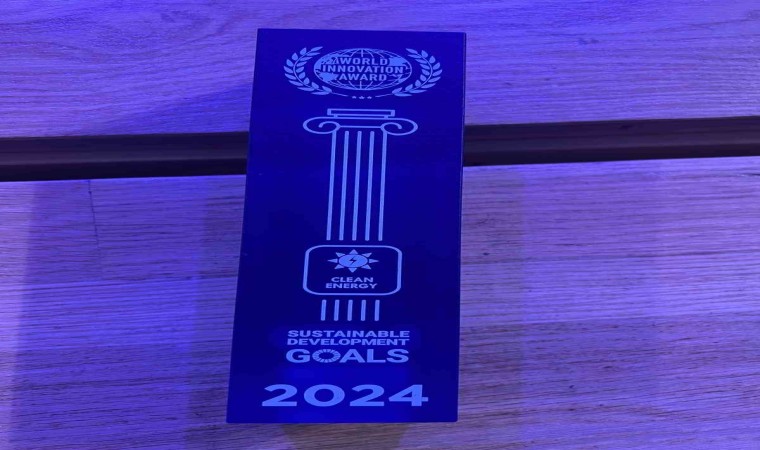 WORLD
INNOVATION
AWARD
CLEAN
ENERGY
SUSTAINABLE
DEVELOPMENT
GOALS
2024